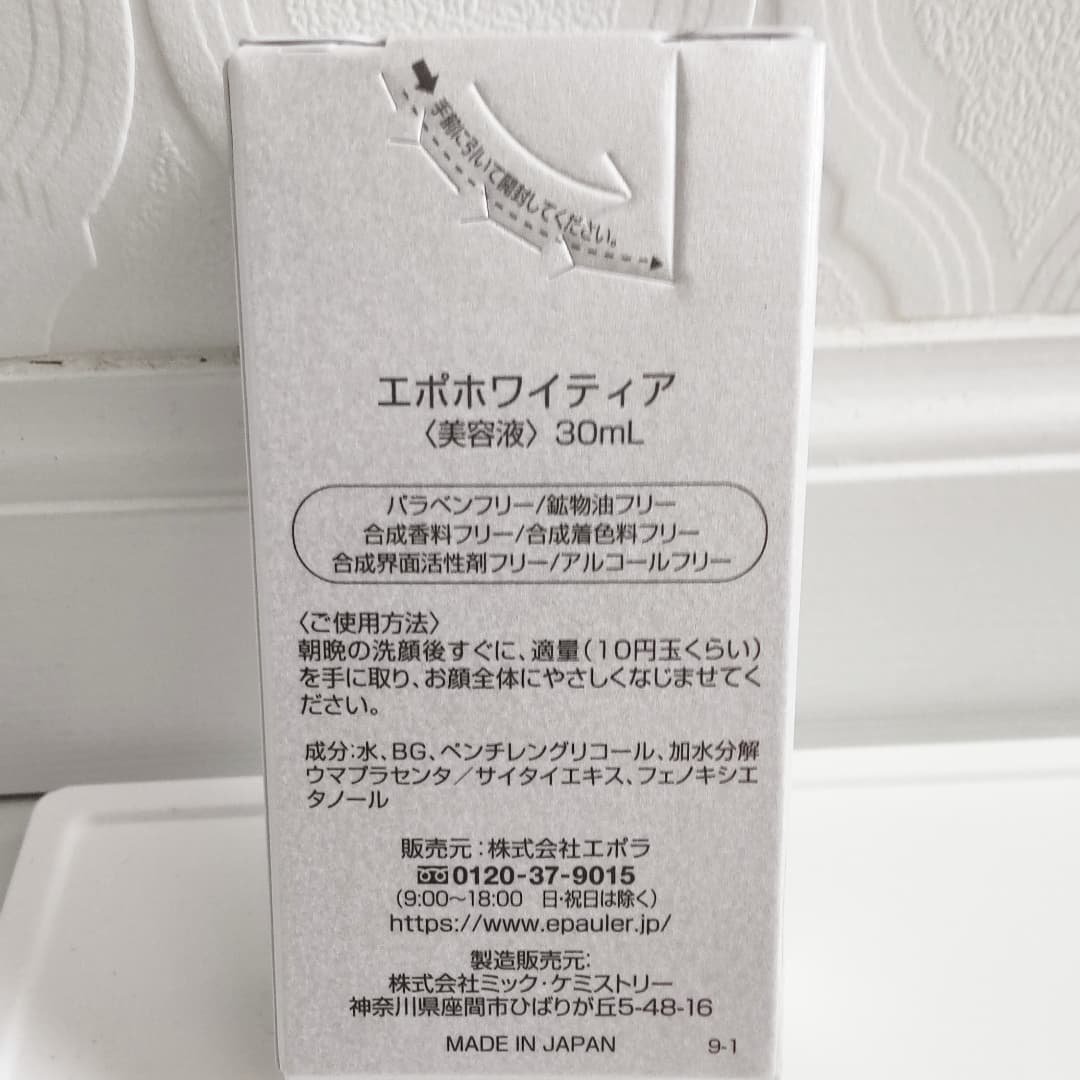 手前に引いて開封してください。
エポホワイティア
〈美容液〉30mL
パラベンフリー/鉱物油フリー
合成香料フリー/合成着色料フリー
合成界面活性剤フリー/アルコールフリー
〈ご使用方法〉
朝晩の洗顔後すぐに、適量(10円玉くらい)
を手に取り、お顔全体にやさしくなじませてく
ださい。
成分:水、BG、ペンチレングリコール、加水分解
ウマプラセンタ/サイタイエキス、フェノキシエ
タノール
販売元:株式会社エポラ
0120-37-9015
(9:00～18:00 日・祝日は除く)
https://www.epauler.jp/
製造販売元:
株式会社ミック・ケミストリー
神奈川県座間市ひばりが丘5-48-16
MADE IN JAPAN 9-1